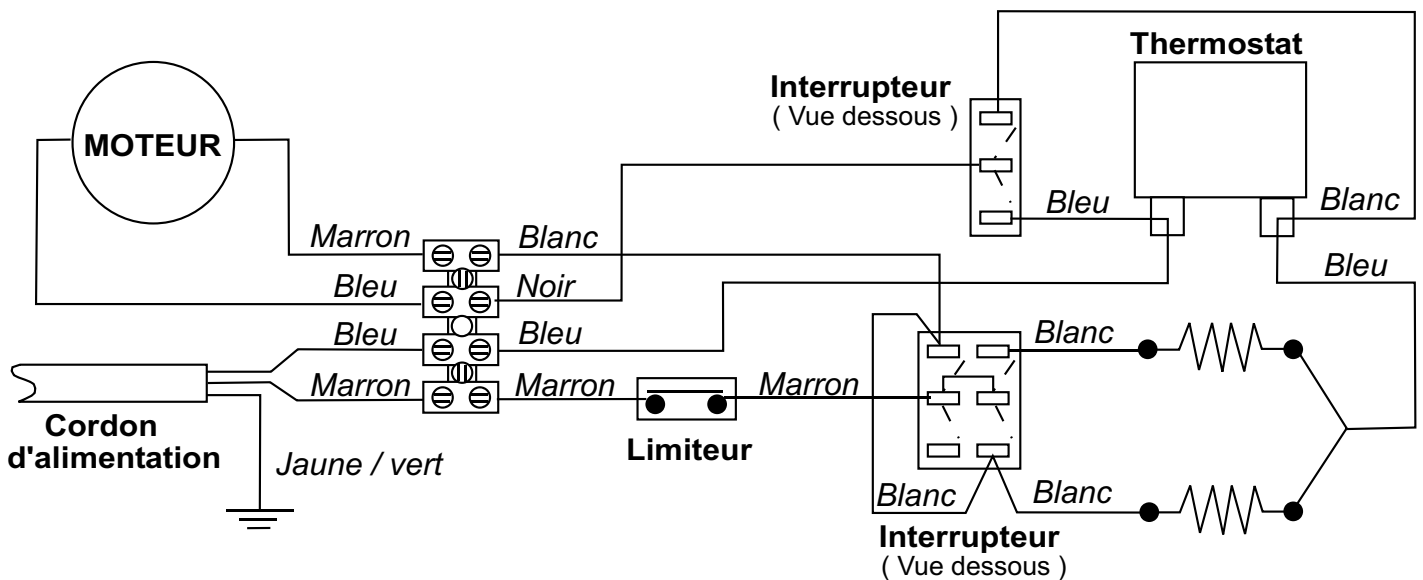 Thermostat
Interrupteur
( Vue dessous )
MOTEUR
Bleu
Blanc
Marron
Blanc
Bleu
Bleu
Noir
Bleu
Bleu
Blanc
Marron
Marron
Marron
Cordon
d'alimentation
Limiteur
Jaune / vert
Blanc
Blanc
Interrupteur
( Vue dessous )